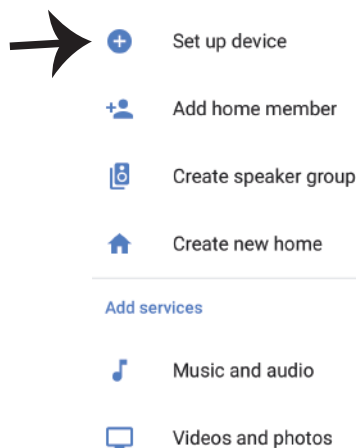 Set up device
Add home member
Create speaker group
Create new home
Add services
Music and audio
Videos and photos